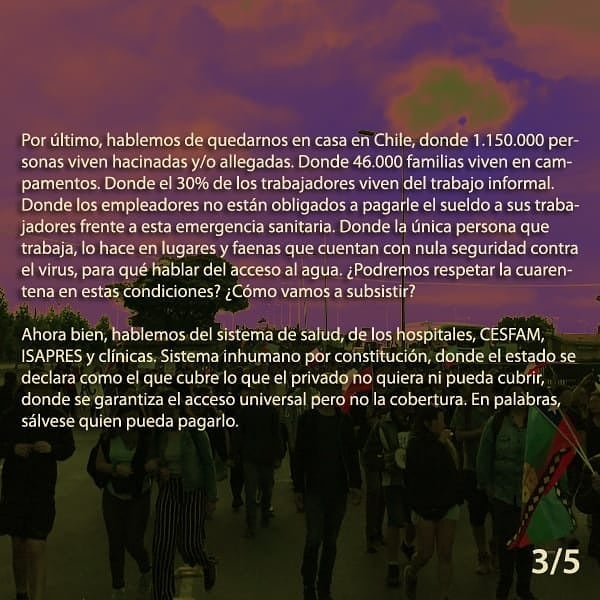 Por último, hablemos de quedarnos en casa en Chile, donde 1.150.000 per-
sonas viven hacinadas y/o allegadas. Donde 46.000 familias viven en cam-
pamentos. Donde el 30% de los trabajadores viven del trabajo informal.
Donde los empleadores no están obligados a pagarle el sueldo a sus traba-
jadores frente a esta emergencia sanitaria. Donde la única persona que
trabaja, lo hace en lugares y faenas que cuentan con nula seguridad contra
el virus, para qué hablar del acceso al agua. ¿Podremos respetar la cuaren-
tena en estas condiciones? ¿Cómo vamos a subsistir?
Ahora bien, hablemos del sistema de salud, de los hospitales, CESFAM,
ISAPRES y clínicas. Sistema inhumano por constitución, donde el estado se
declara como el que cubre lo que el privado no quiera ni pueda cubrir,
donde se garantiza el acceso universal pero no la cobertura. En palabras,
sálvese quien pueda pagarlo.
3/5